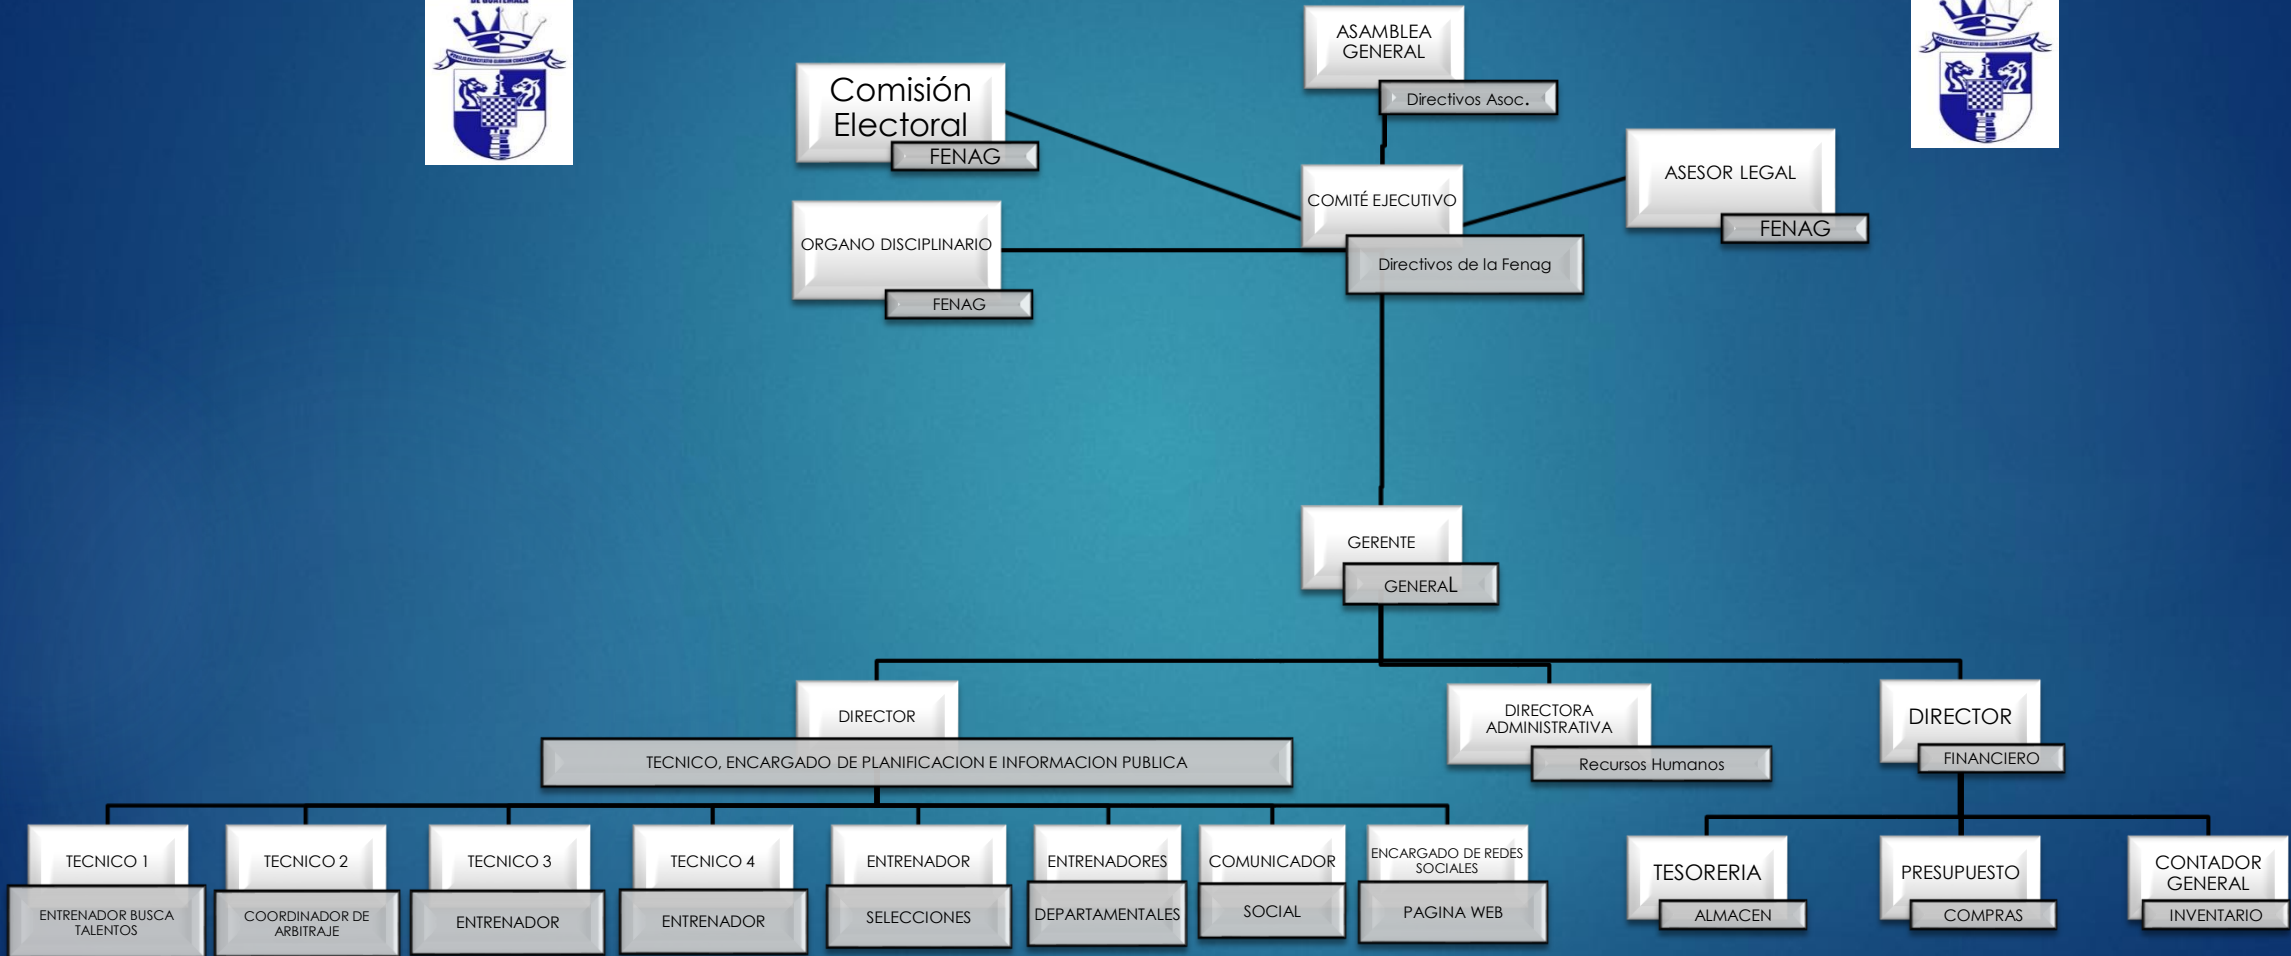 DE GUATEMALA
ASAMBLEA
GENERAL
Directivos Asoc.
Comisión
Electoral
FENAG
ASESOR LEGAL
FENAG
COMITÉ EJECUTIVO
Directivos de la Fenag
ORGANO DISCIPLINARIO
FENAG
GERENTE
GENERAL
DIRECTOR
TECNICO, ENCARGADO DE PLANIFICACION E INFORMACION PUBLICA
DIRECTORA
ADMINISTRATIVA
Recursos Humanos
DIRECTOR
FINANCIERO
TECNICO 1
ENTRENADOR BUSCA
TALENTOS
TECNICO 2
COORDINADOR DE
ARBITRAJE
TECNICO 3
ENTRENADOR
TECNICO 4
ENTRENADOR
ENTRENADOR
SELECCIONES
ENTRENADORES
DEPARTAMENTALES
COMUNICADOR
SOCIAL
ENCARGADO DE REDES
SOCIALES
PAGINA WEB
TESORERIA
ALMACEN
PRESUPUESTO
COMPRAS
CONTADOR
GENERAL
INVENTARIO